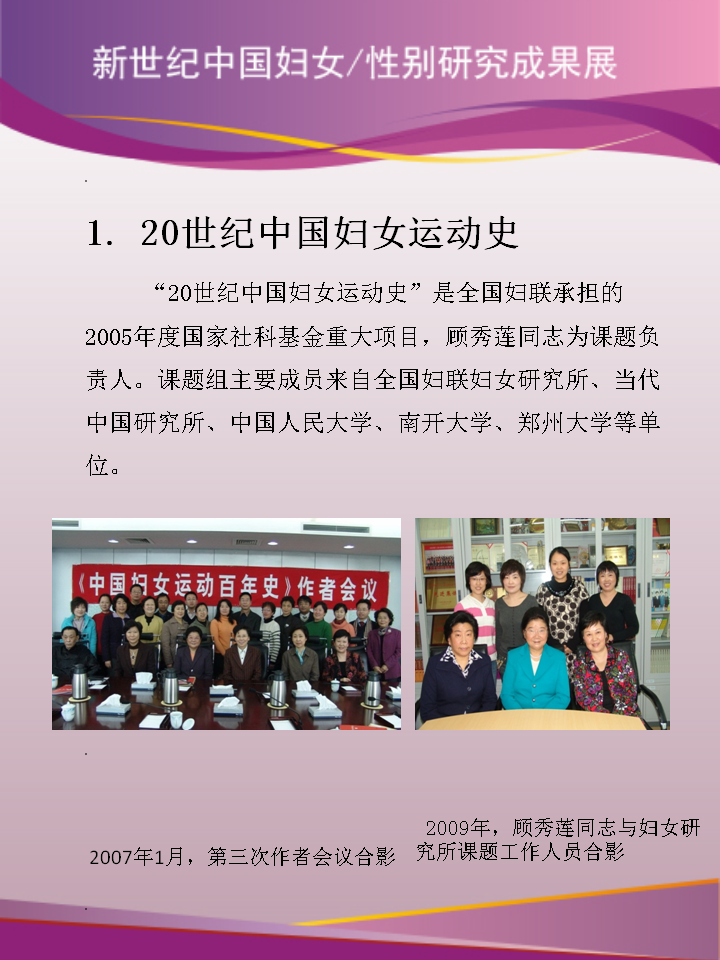 新世纪中国妇女/性别研究成果展
1. 20世纪中国妇女运动史
“20世纪中国妇女运动史”是全国妇联承担的
2005年度国家社科基金重大项目，顾秀莲同志为课题负
责人。课题组主要成员来自全国妇联妇女研究所、当代
中国研究所、中国人民大学、南开大学、郑州大学等单
位。
《中国妇女运动百年史》作者会议
2007年1月，第三次作者会议合影
2009年，顾秀莲同志与妇女研
究所课题工作人员合影